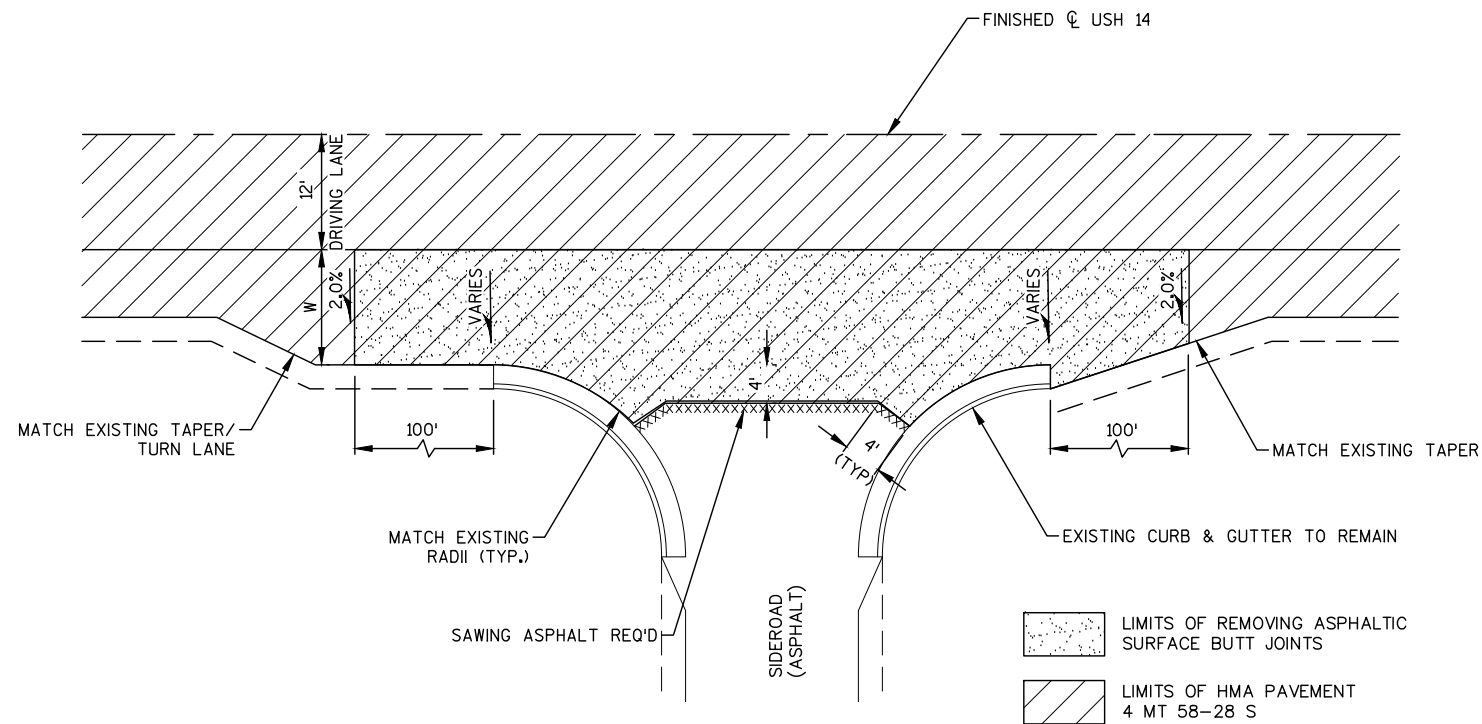 FINISHED ℄ USH 14
12'
DRIVING LANE
W
2.0%
VARIES
VARIES
2.0%
4'
MATCH EXISTING TAPER/
TURN LANE
100'
4'
(TYP)
100'
MATCH EXISTING TAPER
MATCH EXISTING
RADII (TYP.)
EXISTING CURB & GUTTER TO REMAIN
SAWING ASPHALT REQ'D
SIDEROAD
(ASPHALT)
LIMITS OF REMOVING ASPHALTIC
SURFACE BUTT JOINTS
LIMITS OF HMA PAVEMENT
4 MT 58-28 S